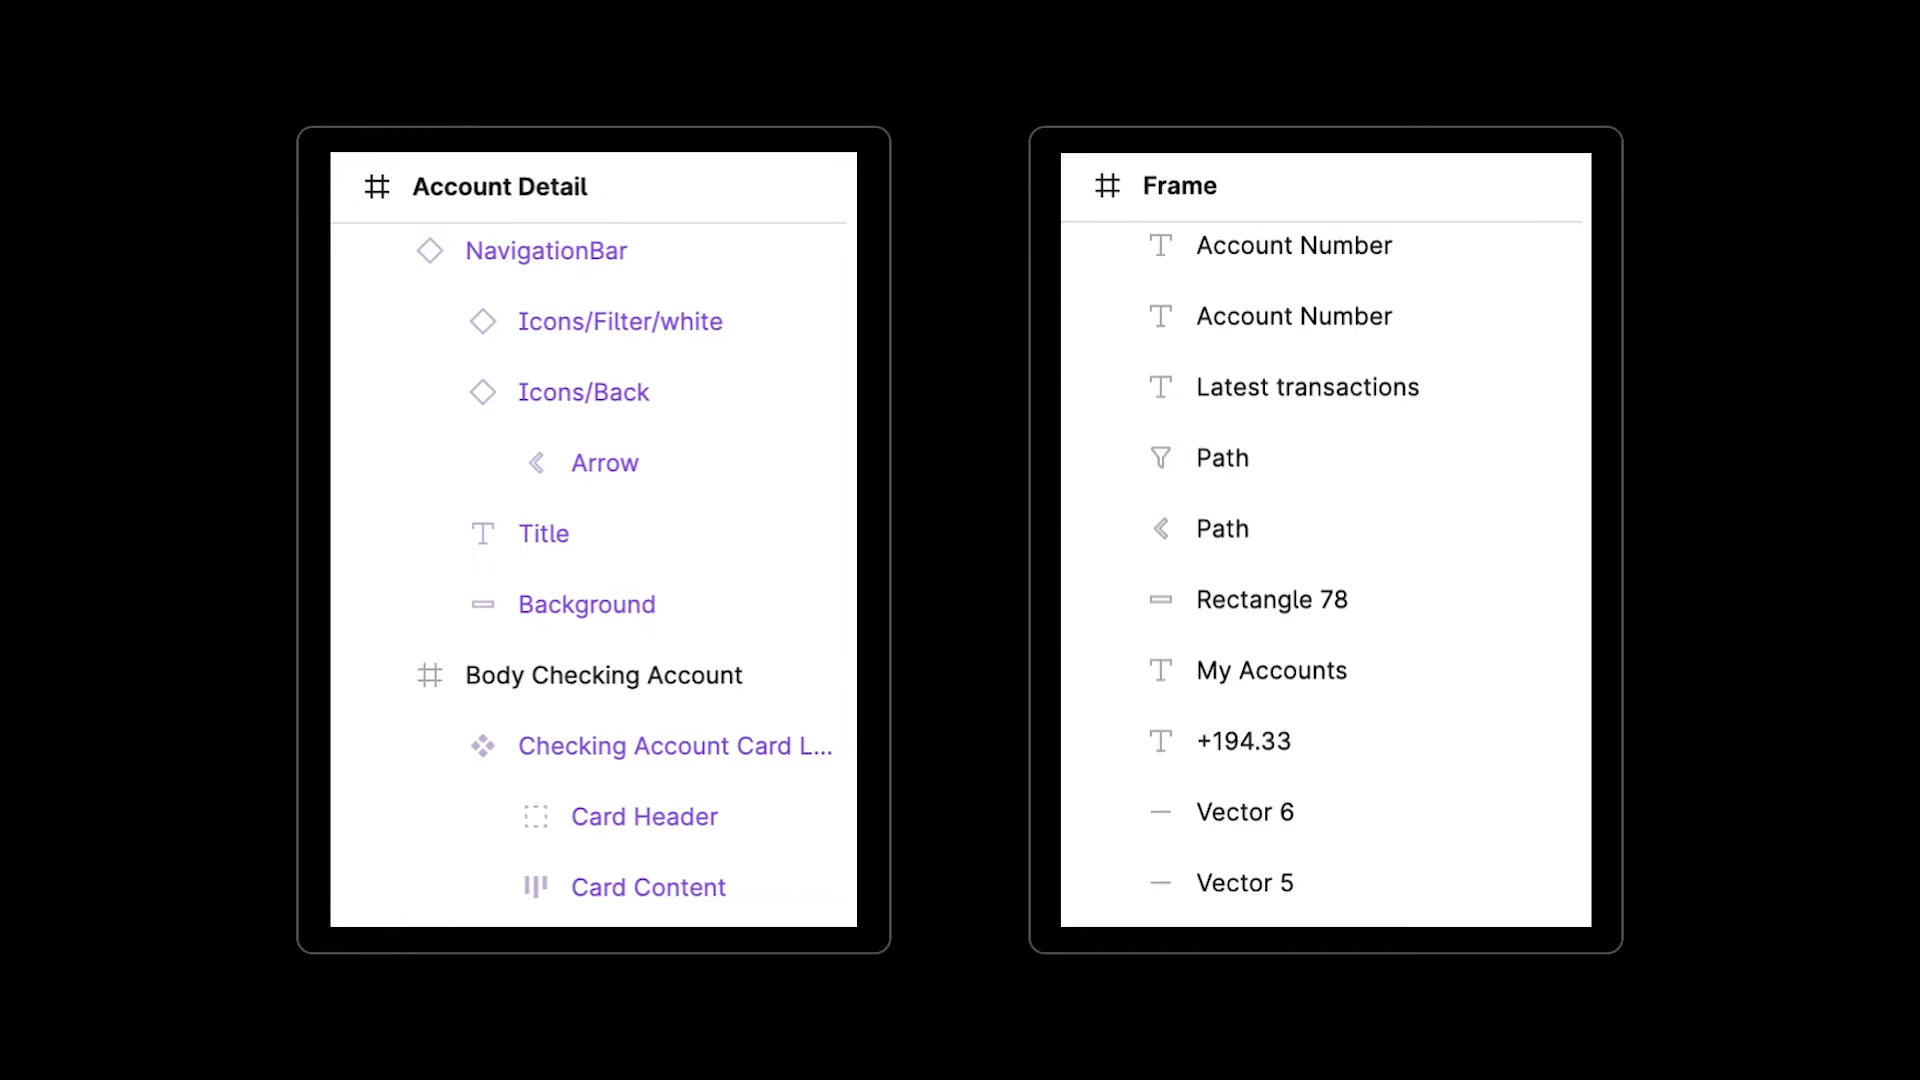 Account Detail
NavigationBar
Icons/Filter/white
Icons/Back
Arrow
Title
Background
Body Checking Account
Checking Account Card L...
Card Header
Card Content
Frame
Account Number
Account Number
Latest transactions
Path
Path
Rectangle 78
My Accounts
+194.33
Vector 6
Vector 5